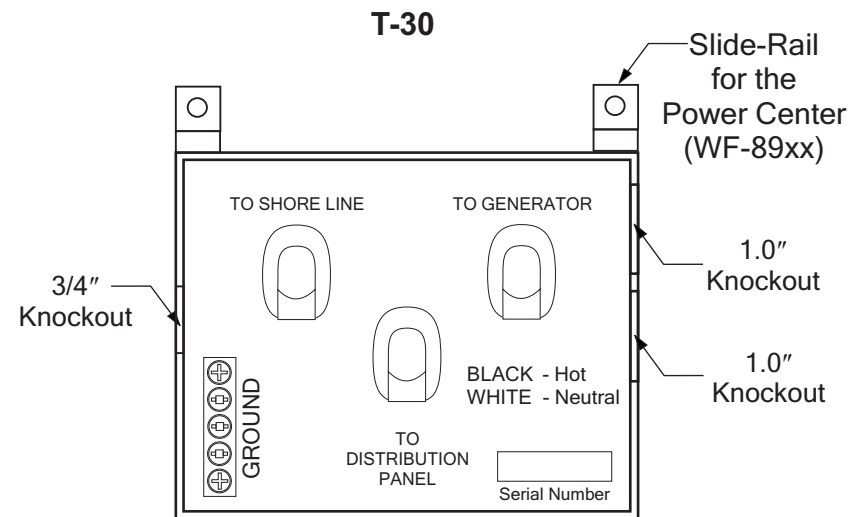 T-30
Slide-Rail
for the
Power Center
(WF-89xx)
TO SHORE LINE
TO GENERATOR
3/4″
Knockout
1.0″
Knockout
1.0″
Knockout
BLACK - Hot
WHITE - Neutral
GROUND
TO
DISTRIBUTION
PANEL
Serial Number